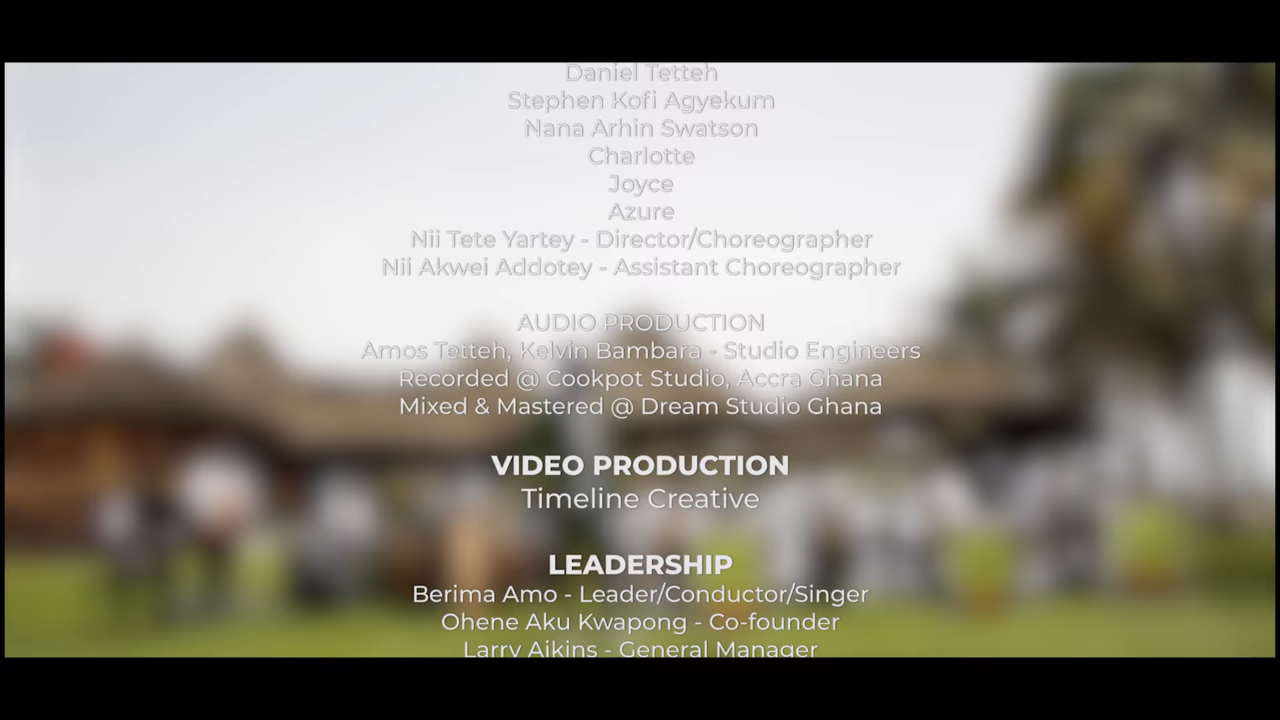 Daniel Tetteh
Stephen Kofi Agyekum
Nana Arhin Swatson
Charlotte
Joyce
Azure
Nii Tete Yartey - Director/Choreographer
Nii Akwei Addotey - Assistant Choreographer
AUDIO PRODUCTION
Amos Tetteh, Kelvin Bambara - Studio Engineers
Recorded @ Cookpot Studio, Accra Ghana
Mixed & Mastered @ Dream Studio Ghana
VIDEO PRODUCTION
Timeline Creative
LEADERSHIP
Berima Amo - Leader/Conductor/Singer
Ohene Aku Kwapong - Co-founder
Larry Aikins - General Manager